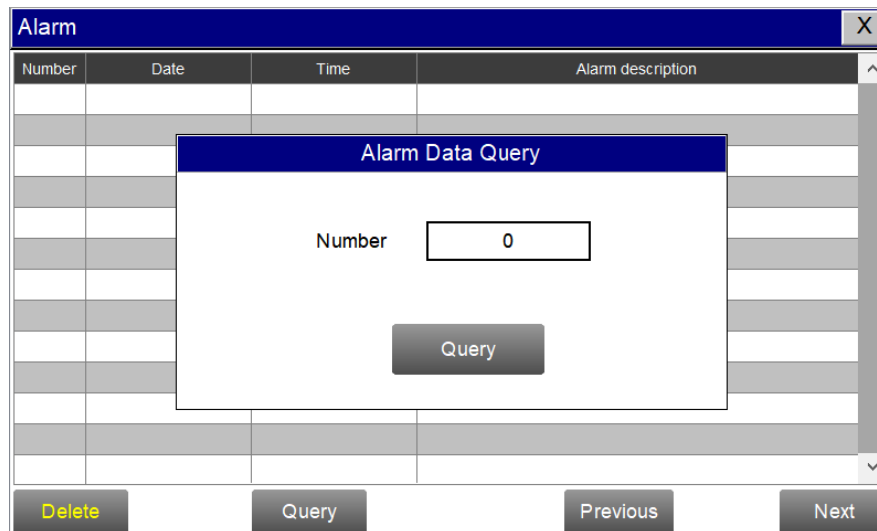 Alarm X
Number Date Time Alarm description
Alarm Data Query
Number 0
Query
Delete Query Previous Next